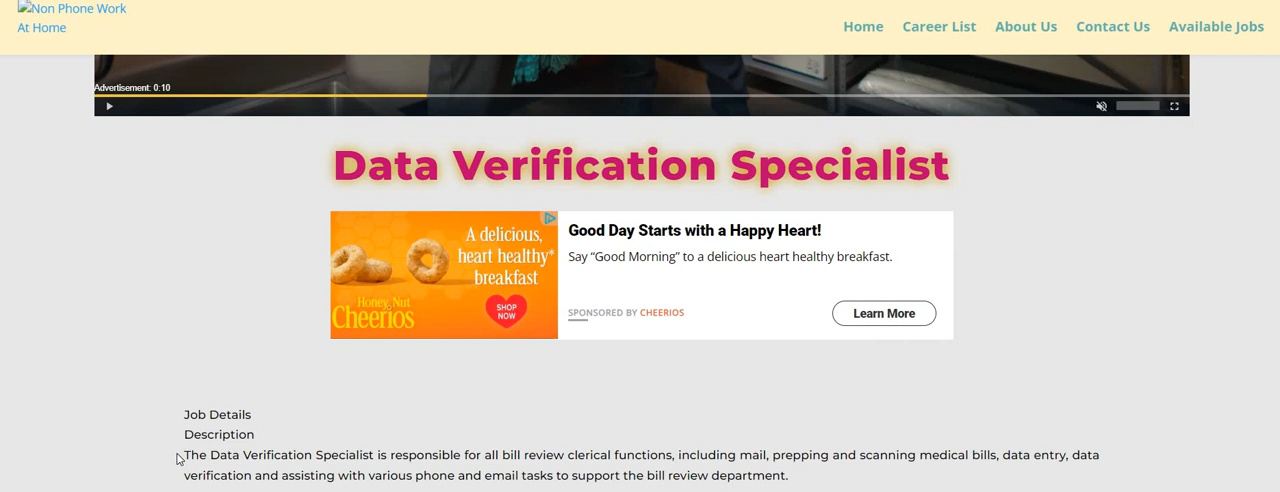 Non Phone Work
At Home
Home Career List About Us Contact Us Available Jobs
Advertisement: 0:10
Data Verification Specialist
A delicious,
heart healthy*
breakfast
Honey Nut
Cheerios
SHOP
NOW
Good Day Starts with a Happy Heart!
Say “Good Morning” to a delicious heart healthy breakfast.
SPONSORED BY CHEERIOS
Learn More
Job Details
Description
The Data Verification Specialist is responsible for all bill review clerical functions, including mail, prepping and scanning medical bills, data entry, data
verification and assisting with various phone and email tasks to support the bill review department.